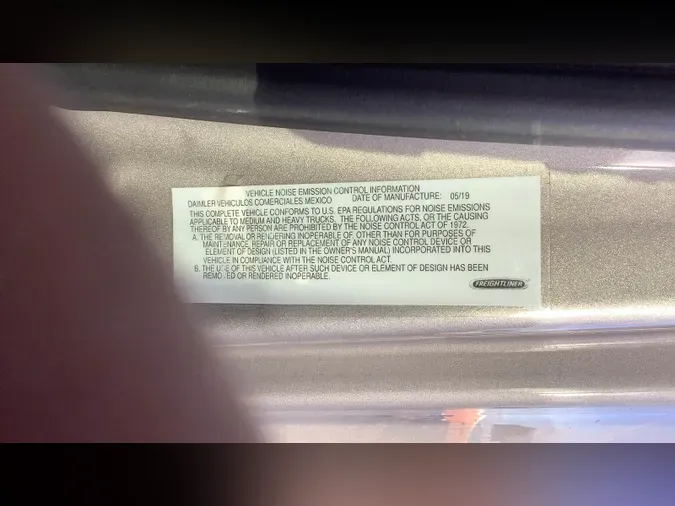 VEHICLE NOISE EMISSION CONTROL INFORMATION
DAIMLER VEHICULOS COMERCIALES MEXICO DATE OF MANUFACTURE: 05/19
THIS COMPLETE VEHICLE CONFORMS TO U.S. EPA REGULATIONS FOR NOISE EMISSIONS
APPLICABLE TO MEDIUM AND HEAVY TRUCKS. THE FOLLOWING ACTS, OR THE CAUSING
THEREOF BY ANY PERSON ARE PROHIBITED BY THE NOISE CONTROL ACT OF 1972.
A. THE REMOVAL OR RENDERING INOPERABLE OF, OTHER THAN FOR PURPOSES OF
MAINTENANCE, REPAIR OR REPLACEMENT OF ANY NOISE CONTROL DEVICE OR
ELEMENT OF DESIGN (LISTED IN THE OWNER'S MANUAL) INCORPORATED INTO THIS
VEHICLE IN COMPLIANCE WITH THE NOISE CONTROL ACT.
B. THE USE OF THIS VEHICLE AFTER SUCH DEVICE OR ELEMENT OF DESIGN HAS BEEN
REMOVED OR RENDERED INOPERABLE.
FREIGHTLINER